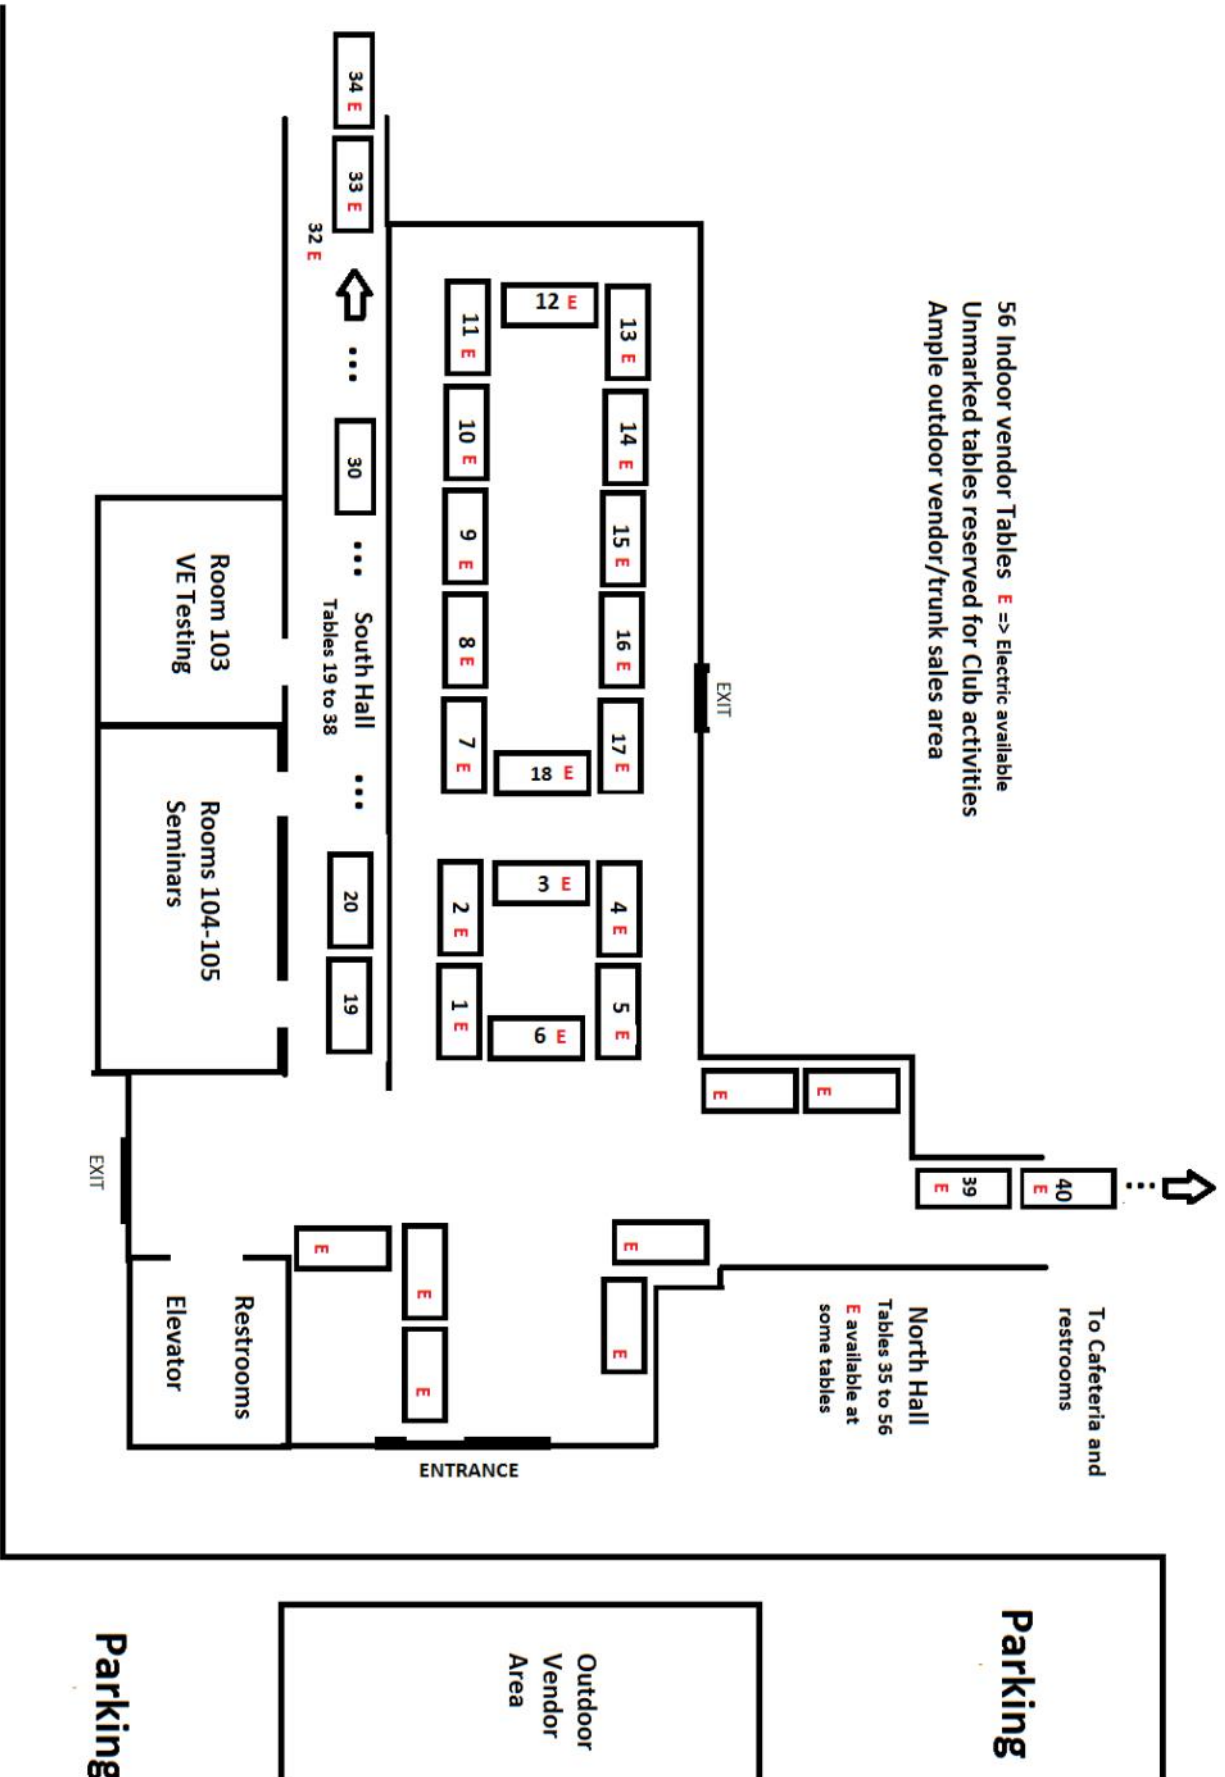 56 Indoor vendor Tables E => Electric available
Unmarked tables reserved for Club activities
Ample outdoor vendor/trunk sales area
34 E
33 E
32 E
...
30
...
South Hall
Tables 19 to 38
...
20
19
11 E
10 E
9 E
8 E
7 E
12 E
18 E
13 E
14 E
15 E
16 E
17 E
EXIT
2 E
1 E
3 E
6 E
4 E
5 E
Room 103
VE Testing
Rooms 104-105
Seminars
EXIT
Restrooms
Elevator
E
E
E
E
E
E
E
39 E
40 E
...
To Cafeteria and
restrooms
North Hall
Tables 35 to 56
E available at
some tables
ENTRANCE
Parking
Outdoor
Vendor
Area
Parking